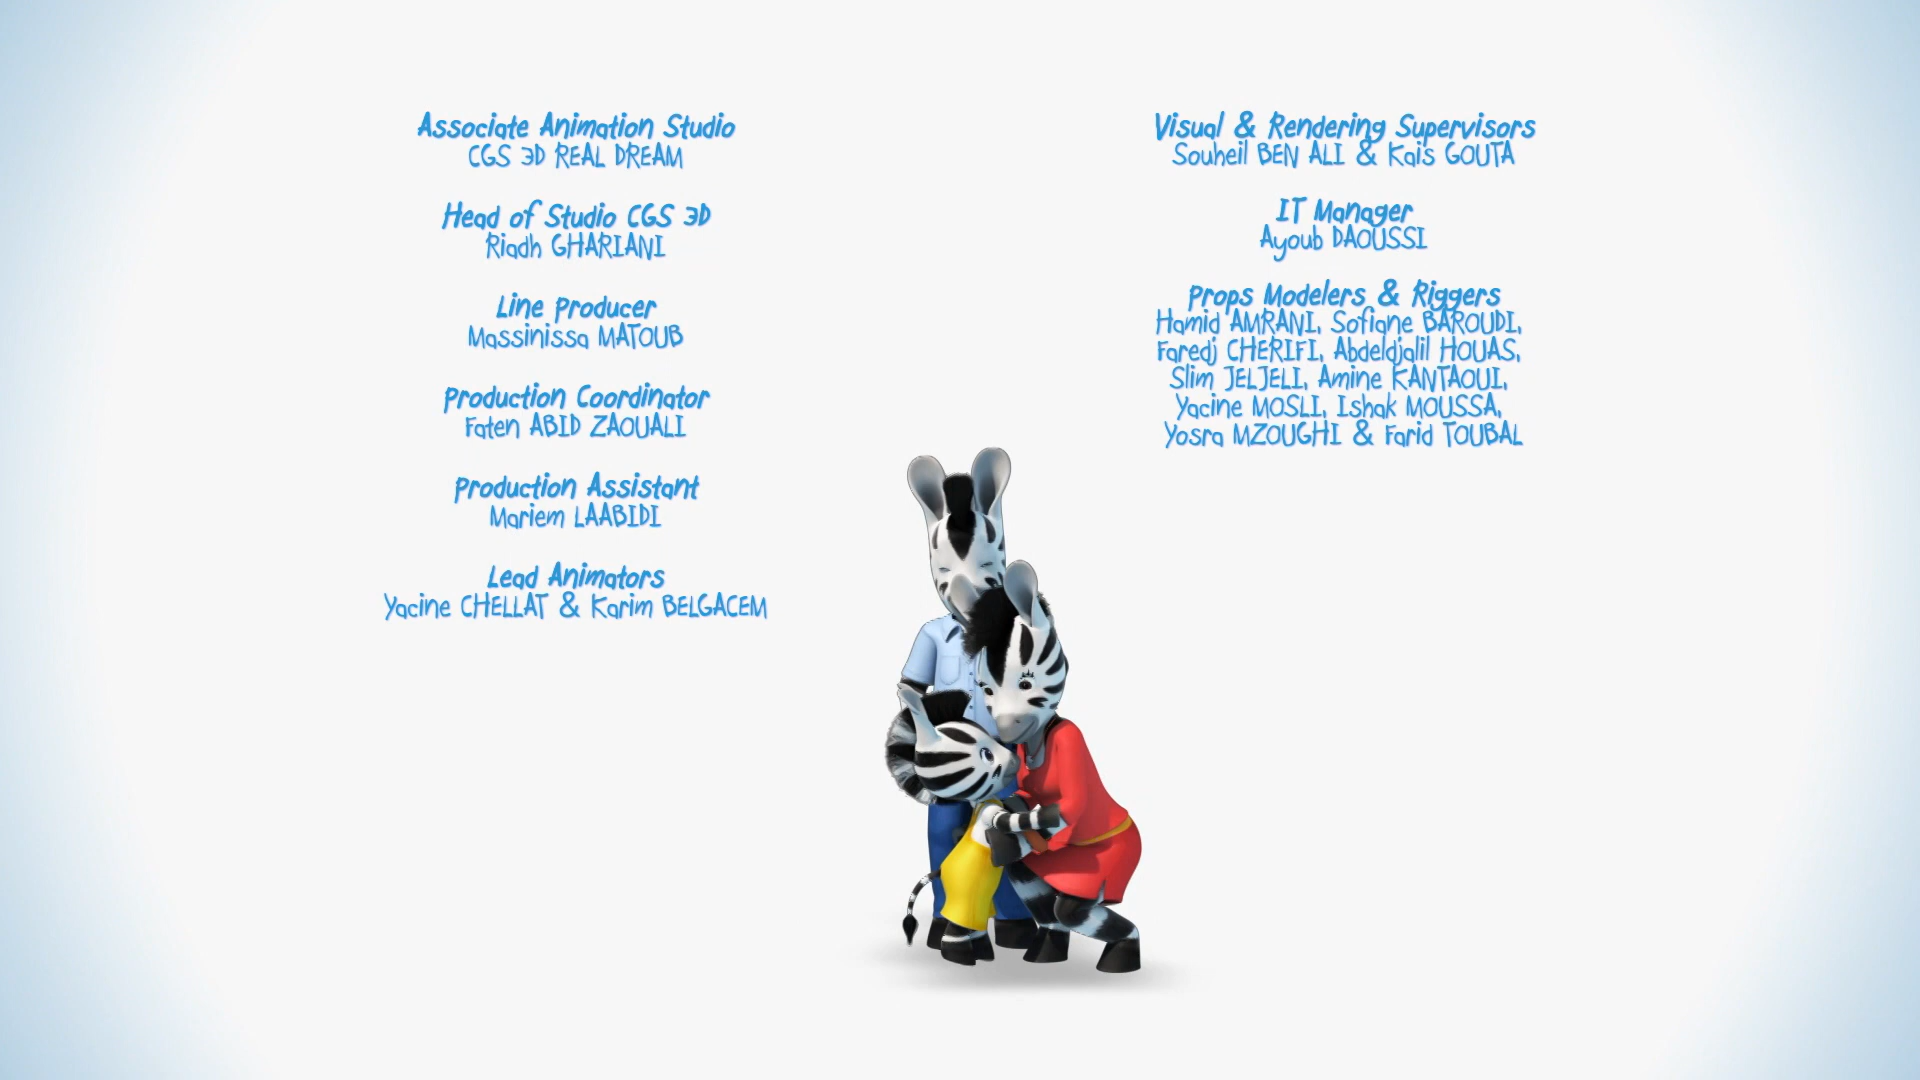 Associate Animation Studio
CGS 3D REAL DREAM
Head of Studio CGS 3D
Riadh GHARIANI
Line Producer
Massinissa MATOUB
Production Coordinator
Faten ABID ZAOUALI
Production Assistant
Mariem LAABIDI
Lead Animators
Yacine CHELLAT & Karim BELGACEM
Visual & Rendering Supervisors
Souheil BEN ALI & Kais GOUTA
IT Manager
Ayoub DAOUSSI
Props Modelers & Riggers
Hamid AMRANI, Sofiane BAROUDI,
Faredj CHERIFI, Abdeldjalil HOUAS,
Slim JELJELI, Amine KANTAOUI,
Yacine MOSLI, Ishak MOUSSA,
Yosra MZOUGHI & Farid TOUBAL